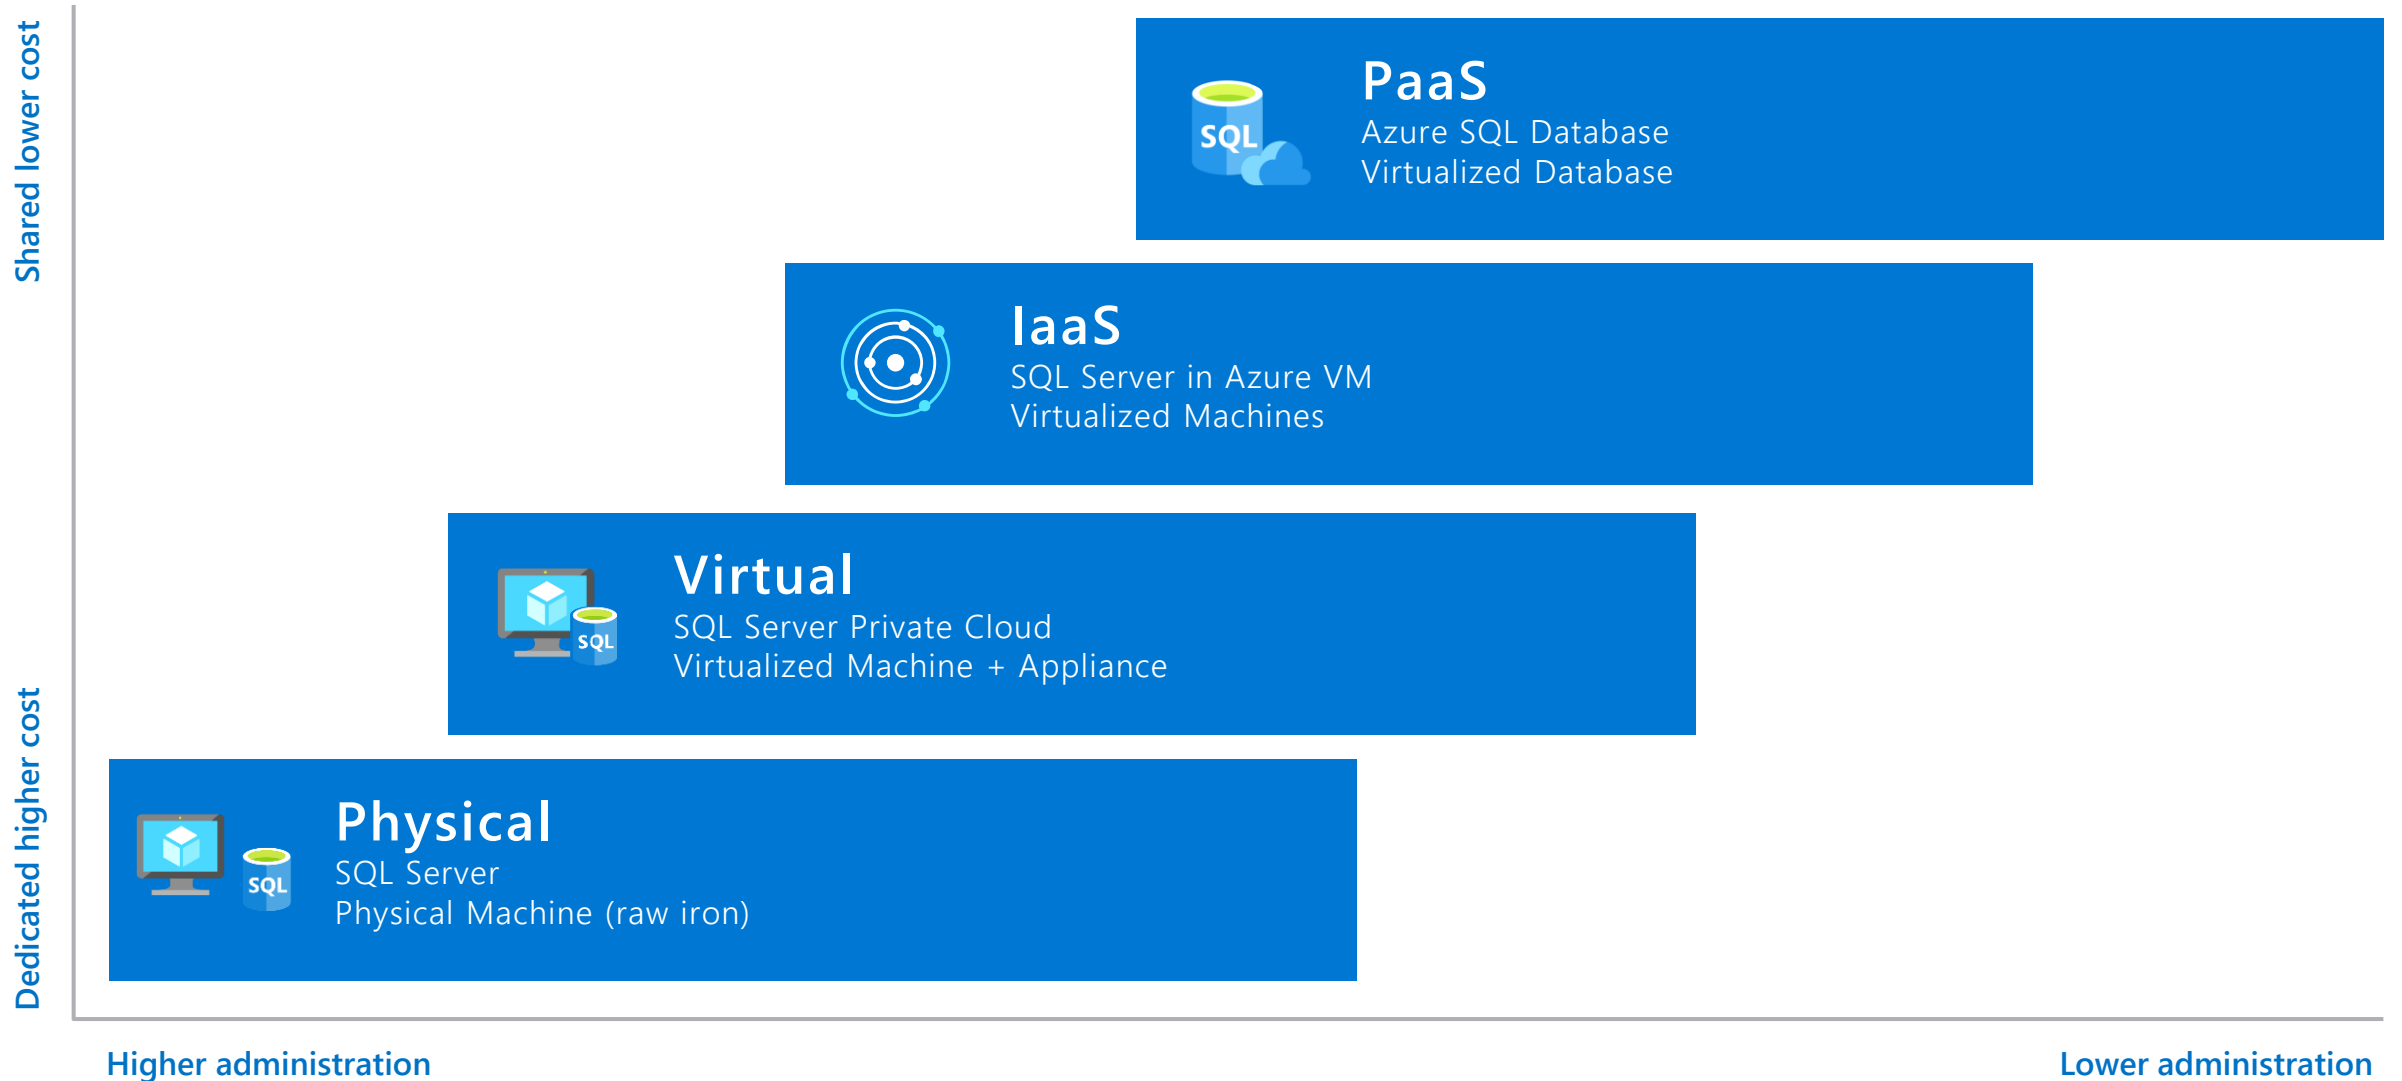 Shared lower cost
PaaS
SQL
Azure SQL Database
Virtualized Database
IaaS
SQL Server in Azure VM
Virtualized Machines
Virtual
SQL Server Private Cloud
SQL
Virtualized Machine + Appliance
Dedicated higher cost
Physical
SQL Server
SQL
Physical Machine (raw iron)
Higher administration
Lower administration